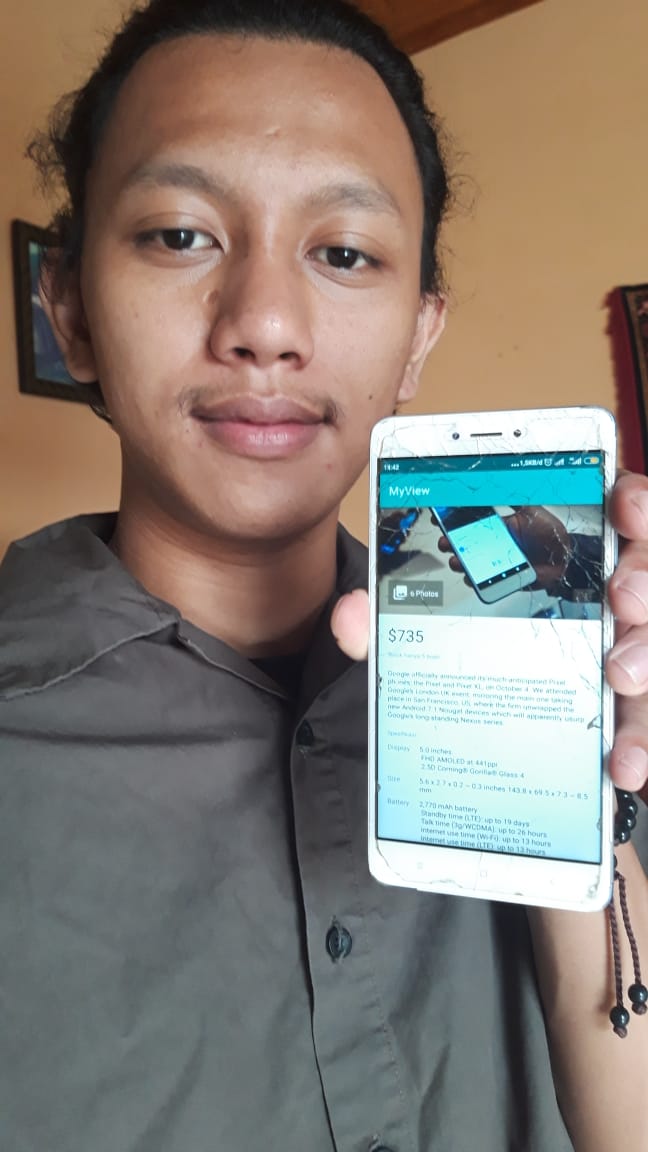 15:42
...1,5KB/d
MyView
6 Photos
$735
Google officially announced its much-anticipated Pixel
phones, the Pixel and Pixel XL, on October 4. We attended
Google's London UK event, mirroring the main one taking
place in San Francisco, US, where the firm unwrapped the
new Android 7.1 Nougat devices which will apparently usurp
Google's long-standing Nexus series.
Spesifikasi
Display 5.0 inches
FHD AMOLED at 441ppi
2.5D Corning® Gorilla® Glass 4
Size 5.6 x 2.7 x 0.2 ~ 0.3 inches 143.8 x 69.5 x 7.3 ~ 8.5
mm
Battery 2,770 mAh battery
Standby time (LTE): up to 19 days
Talk time (3g/WCDMA): up to 26 hours
Internet use time (Wi-Fi): up to 13 hours
Internet use time (LTE): up to 13 hours